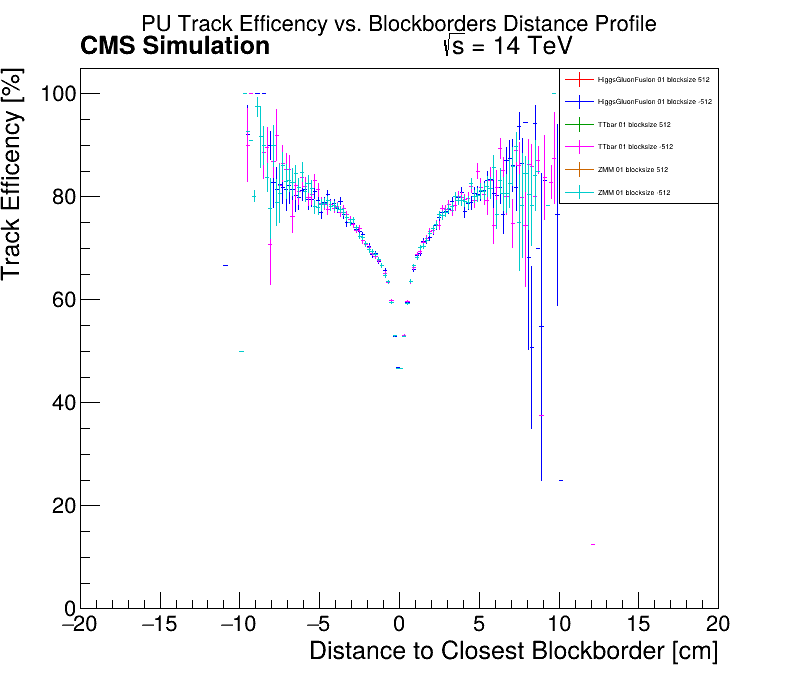 PU Track Efficency vs. Blockborders Distance Profile
CMS Simulation √s = 14 TeV
Track Efficency [%]
HiggsGluonFusion 01 blocksize 512
HiggsGluonFusion 01 blocksize -512
TTbar 01 blocksize 512
TTbar 01 blocksize -512
ZMM 01 blocksize 512
ZMM 01 blocksize -512
100
80
60
40
20
0
−20 −15 −10 −5 0 5 10 15 20
Distance to Closest Blockborder [cm]